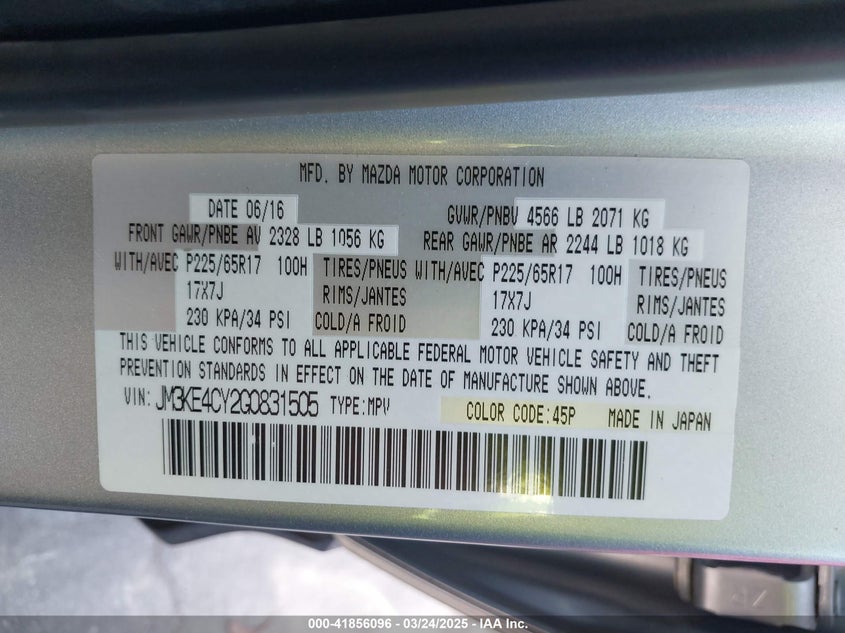 MFD. BY MAZDA MOTOR CORPORATION
DATE 06/16 GVWR/PNBV 4566 LB 2071 KG
FRONT GAWR/PNBE AV 2328 LB 1056 KG REAR GAWR/PNBE AR 2244 LB 1018 KG
WITH/AVEC P225/65R17 100H TIRES/PNEUS WITH/AVEC P225/65R17 100H TIRES/PNEUS
17X7J RIMS/JANTES 17X7J RIMS/JANTES
230 KPA/34 PSI COLD/A FROID 230 KPA/34 PSI COLD/A FROID
THIS VEHICLE CONFORMS TO ALL APPLICABLE FEDERAL MOTOR VEHICLE SAFETY AND THEFT
PREVENTION STANDARDS IN EFFECT ON THE DATE OF MANUFACTURE SHOWN ABOVE.
VIN: JM3KE4CY2G0831505 TYPE:MPV COLOR CODE:45P MADE IN JAPAN
000-41856096 - 03/24/2025 - IAA Inc.